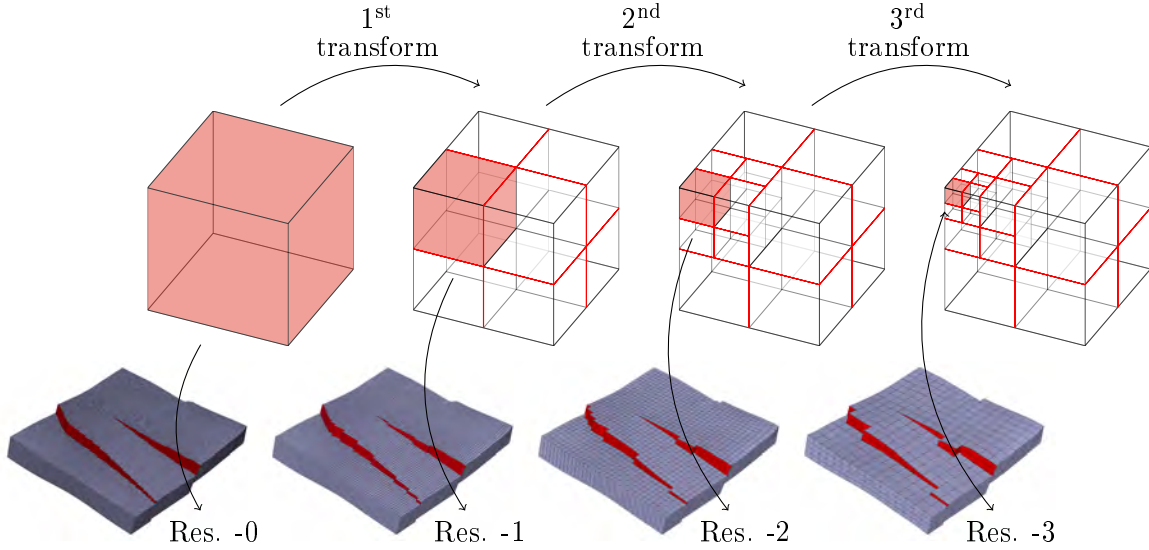 1st
transform
2nd
transform
3rd
transform
Res. -0
Res. -1
Res. -2
Res. -3